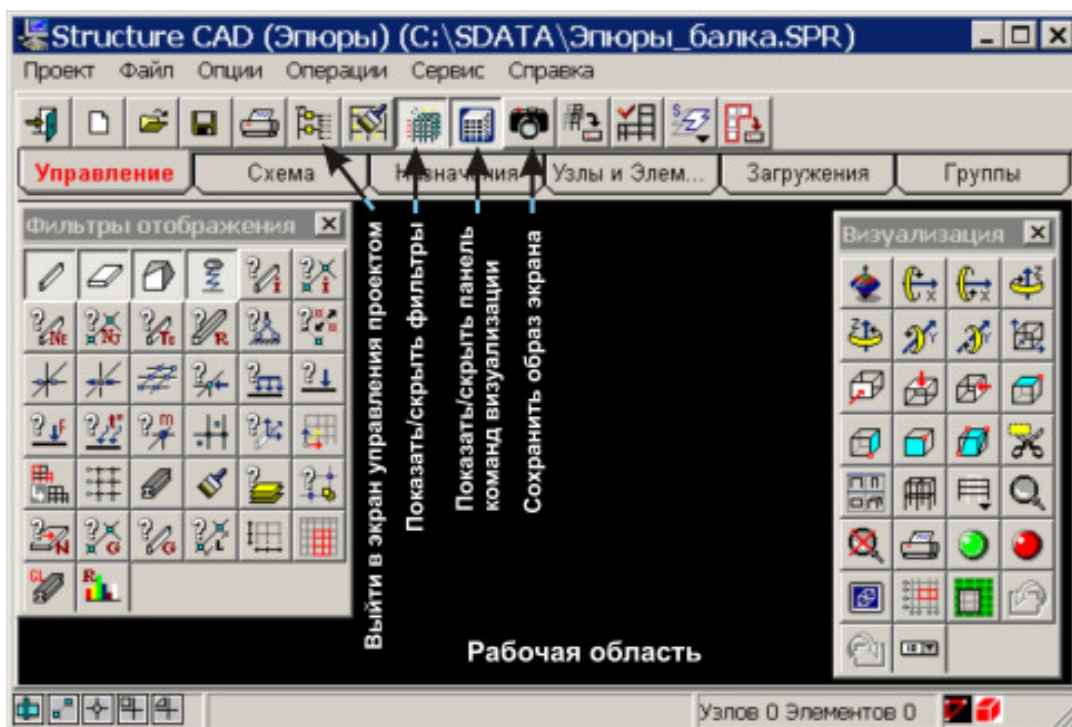 Structure CAD (Эпюры) (C:\SDATA\Эпюры_балка.SPR)
Проект Файл Опции Операции Сервис Справка
Управление Схема Назначения Узлы и Элем... Загружения Группы
Фильтры отображения
Визуализация
Выйти в экран управления проектом
Показать/скрыть фильтры
Показать/скрыть панель
команд визуализации
Сохранить образ экрана
Рабочая область
Узлов 0 Элементов 0